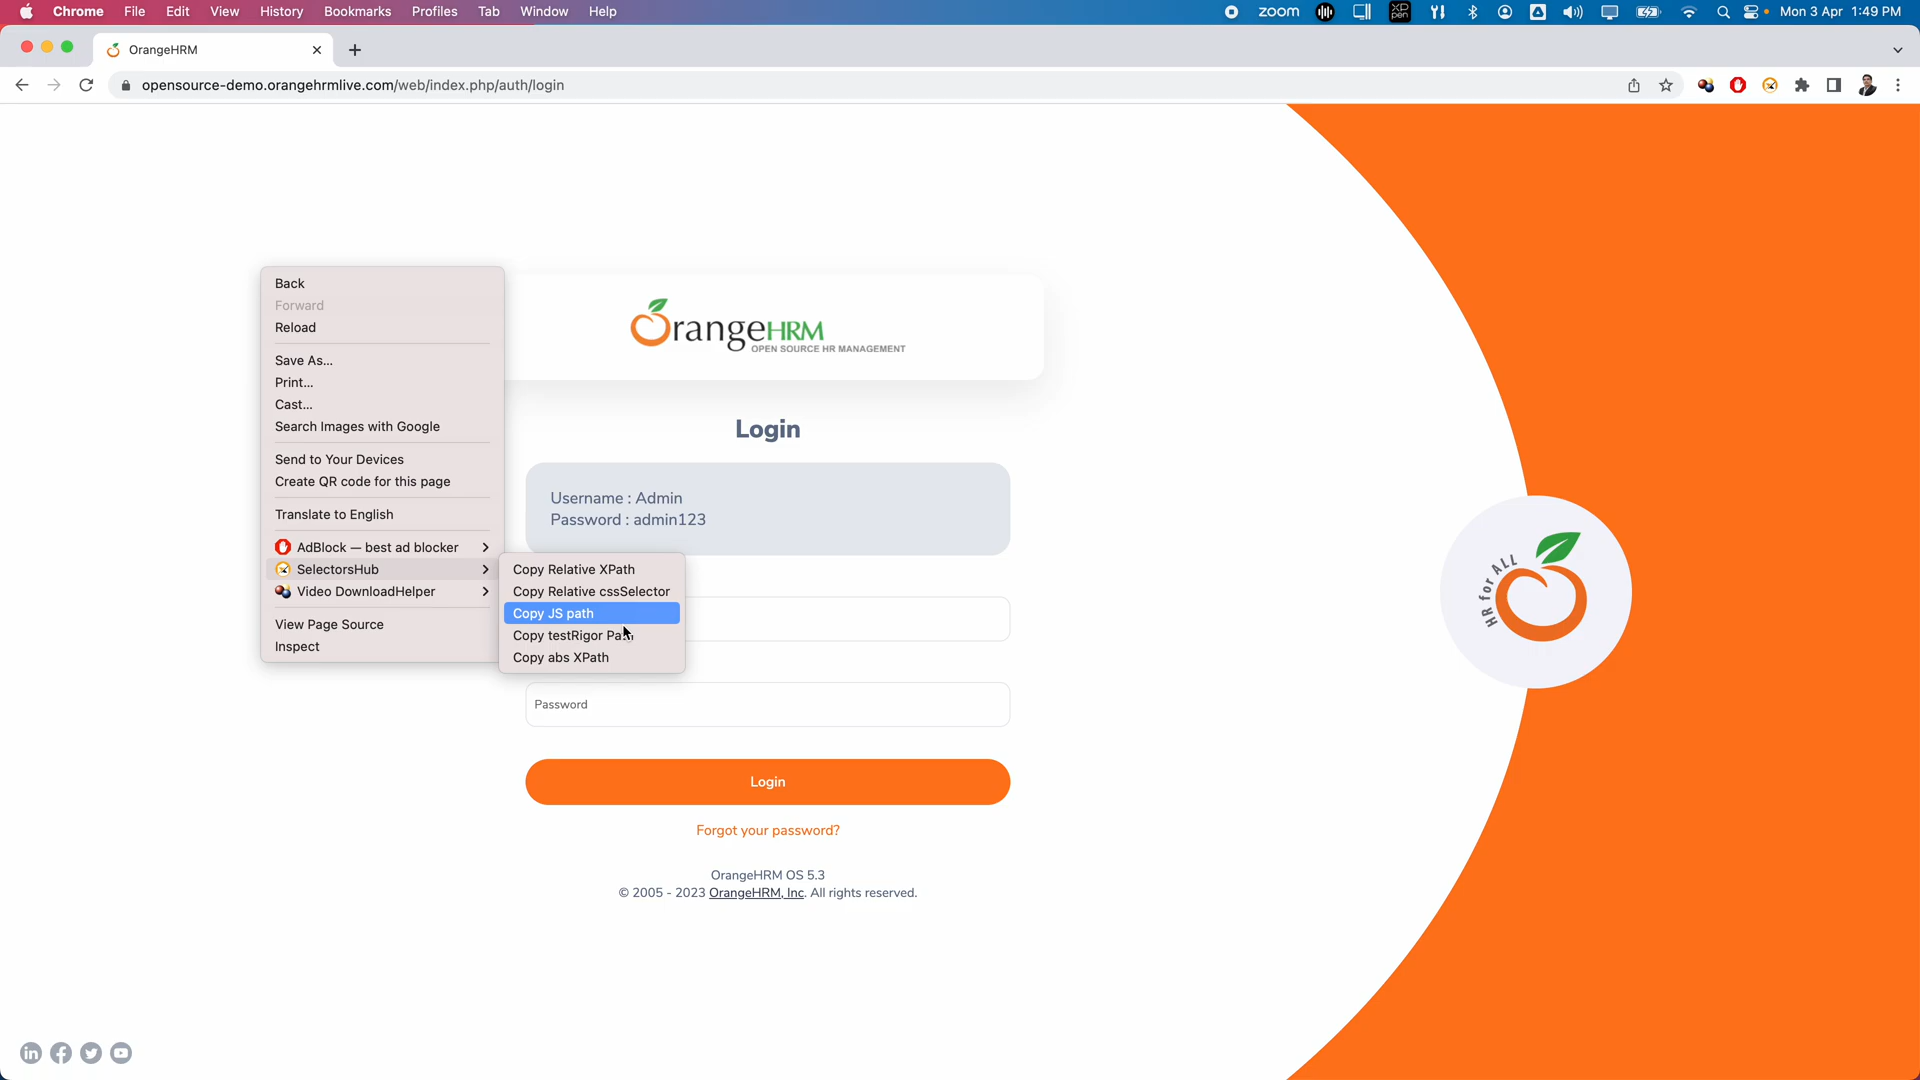 Chrome File Edit View History Bookmarks Profiles Tab Window Help
zoom
XP
pen
Mon 3 Apr 1:49 PM
OrangeHRM
opensource-demo.orangehrmlive.com/web/index.php/auth/login
Back
Forward
Reload
Save As...
Print...
Cast...
Search Images with Google
Send to Your Devices
Create QR code for this page
Translate to English
AdBlock — best ad blocker
SelectorsHub
Video DownloadHelper
View Page Source
Inspect
Copy Relative XPath
Copy Relative cssSelector
Copy JS path
Copy testRigor Path
Copy abs XPath
OrangeHRM
OPEN SOURCE HR MANAGEMENT
Login
Username : Admin
Password : admin123
Password
Login
Forgot your password?
OrangeHRM OS 5.3
© 2005 - 2023 OrangeHRM, Inc. All rights reserved.
HR for ALL
in